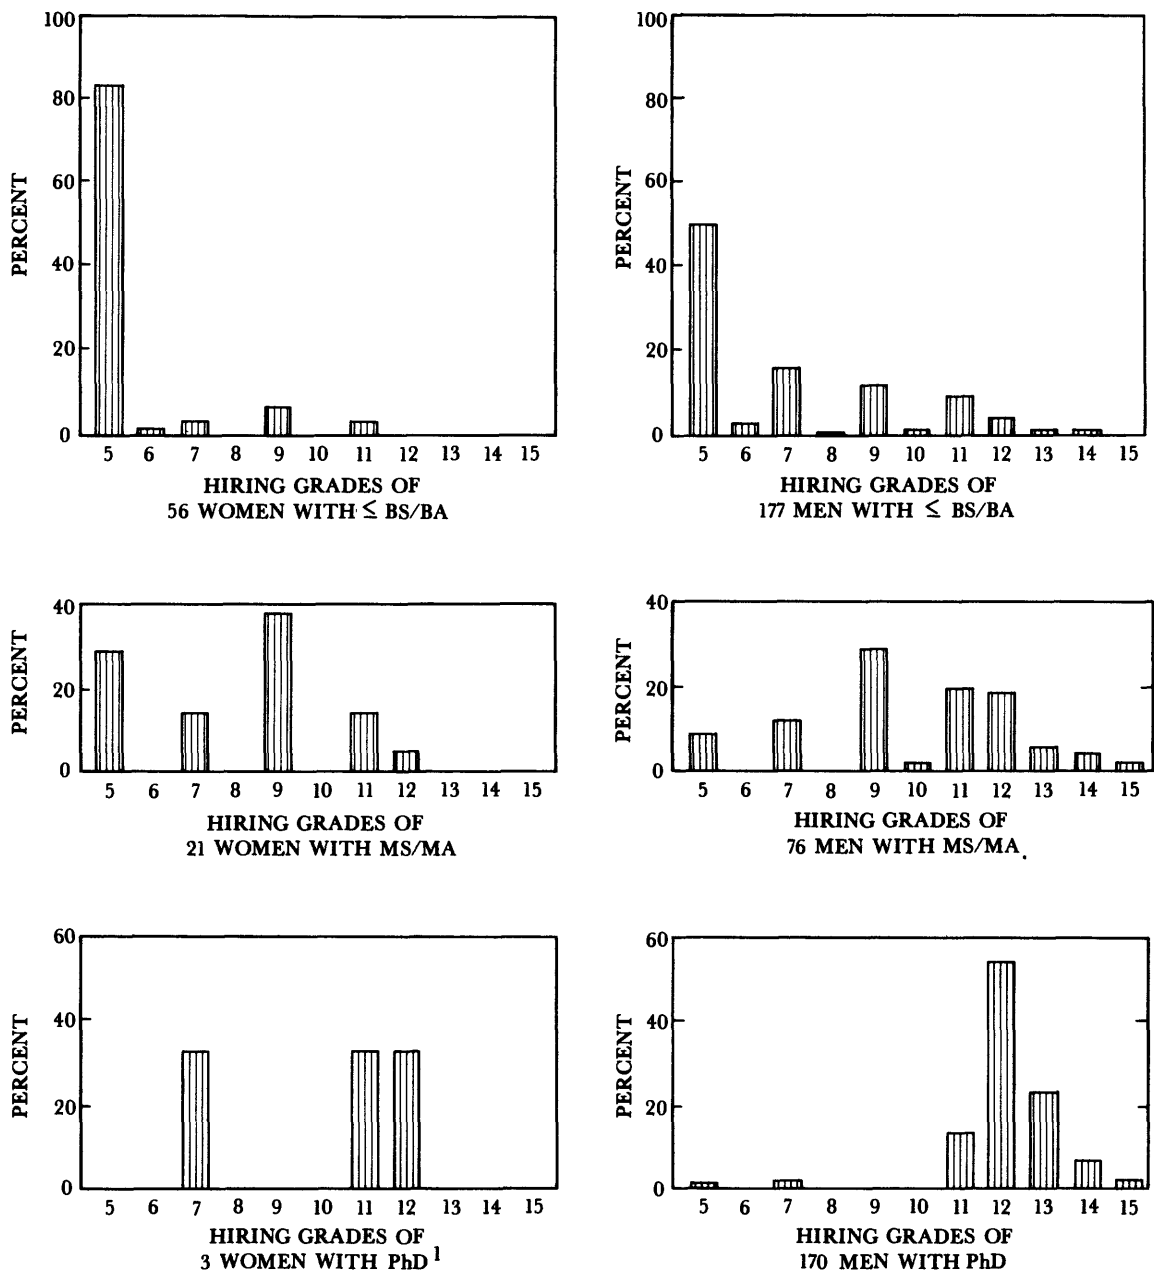 100
80
60
40
20
0
PERCENT
5 6 7 8 9 10 11 12 13 14 15
HIRING GRADES OF
56 WOMEN WITH ≤ BS/BA
100
80
60
40
20
0
PERCENT
5 6 7 8 9 10 11 12 13 14 15
HIRING GRADES OF
177 MEN WITH ≤ BS/BA
40
20
0
PERCENT
5 6 7 8 9 10 11 12 13 14 15
HIRING GRADES OF
21 WOMEN WITH MS/MA
40
20
0
PERCENT
5 6 7 8 9 10 11 12 13 14 15
HIRING GRADES OF
76 MEN WITH MS/MA.
60
40
20
0
PERCENT
5 6 7 8 9 10 11 12 13 14 15
HIRING GRADES OF
3 WOMEN WITH PhD¹
60
40
20
0
PERCENT
5 6 7 8 9 10 11 12 13 14 15
HIRING GRADES OF
170 MEN WITH PhD